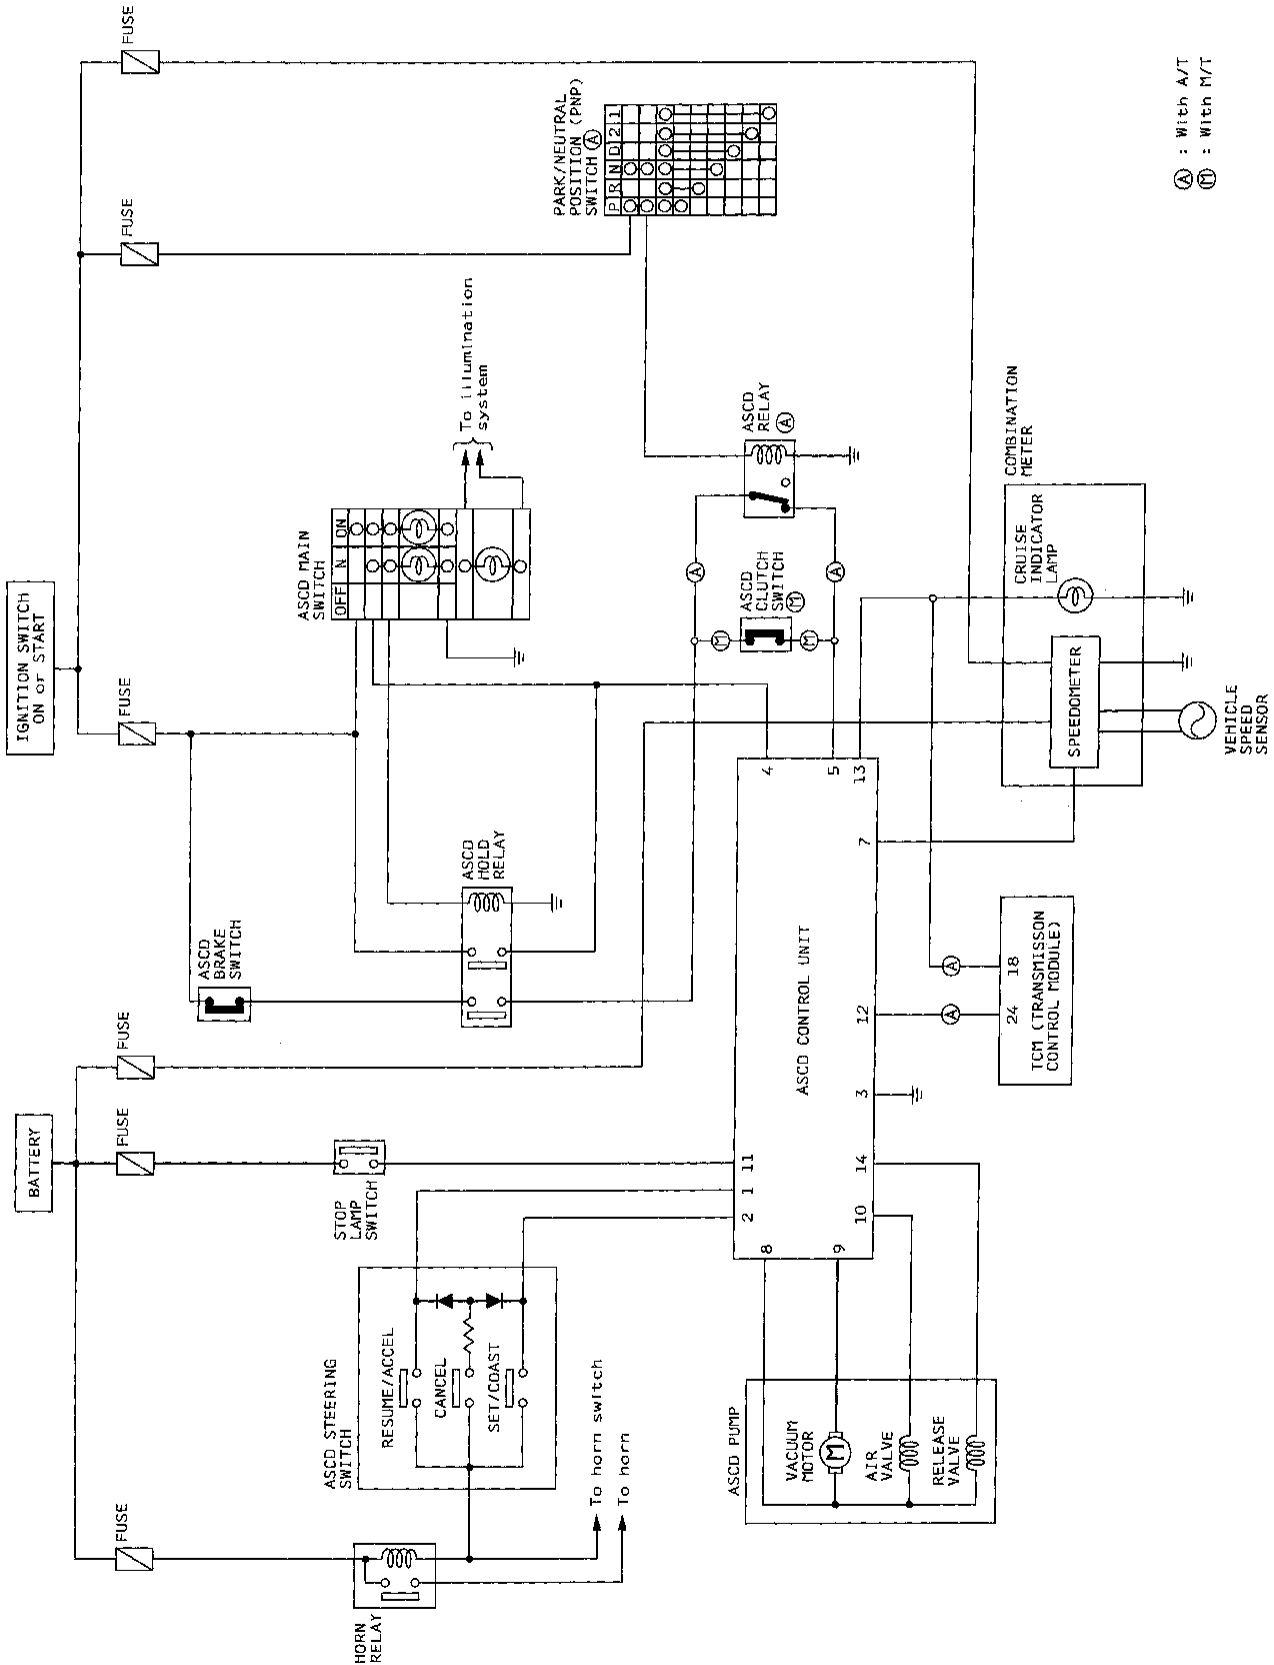 IGNITION SWITCH
ON or START
BATTERY
FUSE
FUSE
FUSE
FUSE
FUSE
FUSE
PARK/NEUTRAL
POSITION (PNP)
SWITCH Ⓐ
P R N D 2 1
Ⓐ : With A/T
Ⓜ : With M/T
To illumination
system
ASCD MAIN
SWITCH
OFF N ON
ASCD
RELAY
Ⓐ
ASCD
CLUTCH
SWITCH
Ⓜ
Ⓐ
Ⓐ
Ⓜ
Ⓜ
COMBINATION
METER
CRUISE
INDICATOR
LAMP
SPEEDOMETER
VEHICLE
SPEED
SENSOR
ASCD
HOLD
RELAY
ASCD
BRAKE
SWITCH
STOP
LAMP
SWITCH
ASCD CONTROL UNIT
4
5
13
7
12
3
14
10
9
8
2
1
11
Ⓐ
Ⓐ
24 18
TCM (TRANSMISSON
CONTROL MODULE)
ASCD STEERING
SWITCH
RESUME/ACCEL
CANCEL
SET/COAST
To horn switch
To horn
HORN
RELAY
ASCD PUMP
VACUUM
MOTOR
M
AIR
VALVE
RELEASE
VALVE